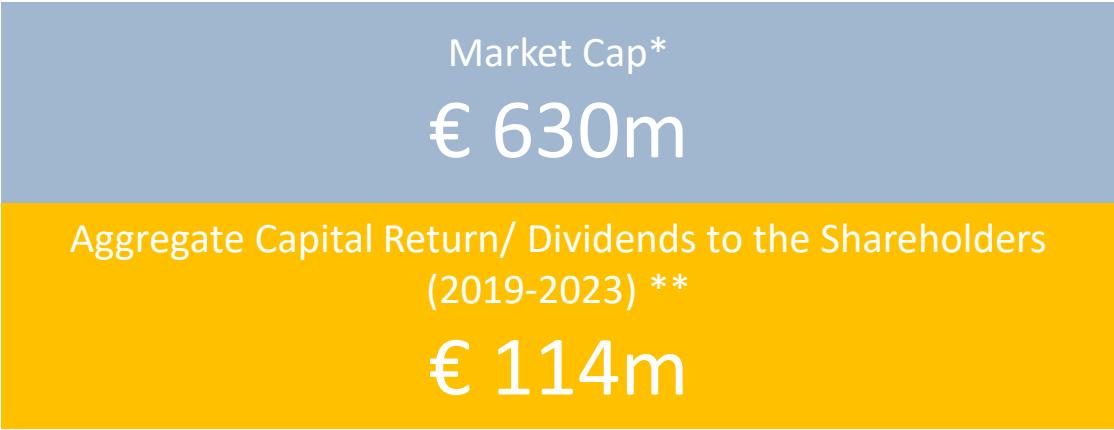 Market Cap*
€ 630m
Aggregate Capital Return/ Dividends to the Shareholders
(2019-2023) **
€ 114m